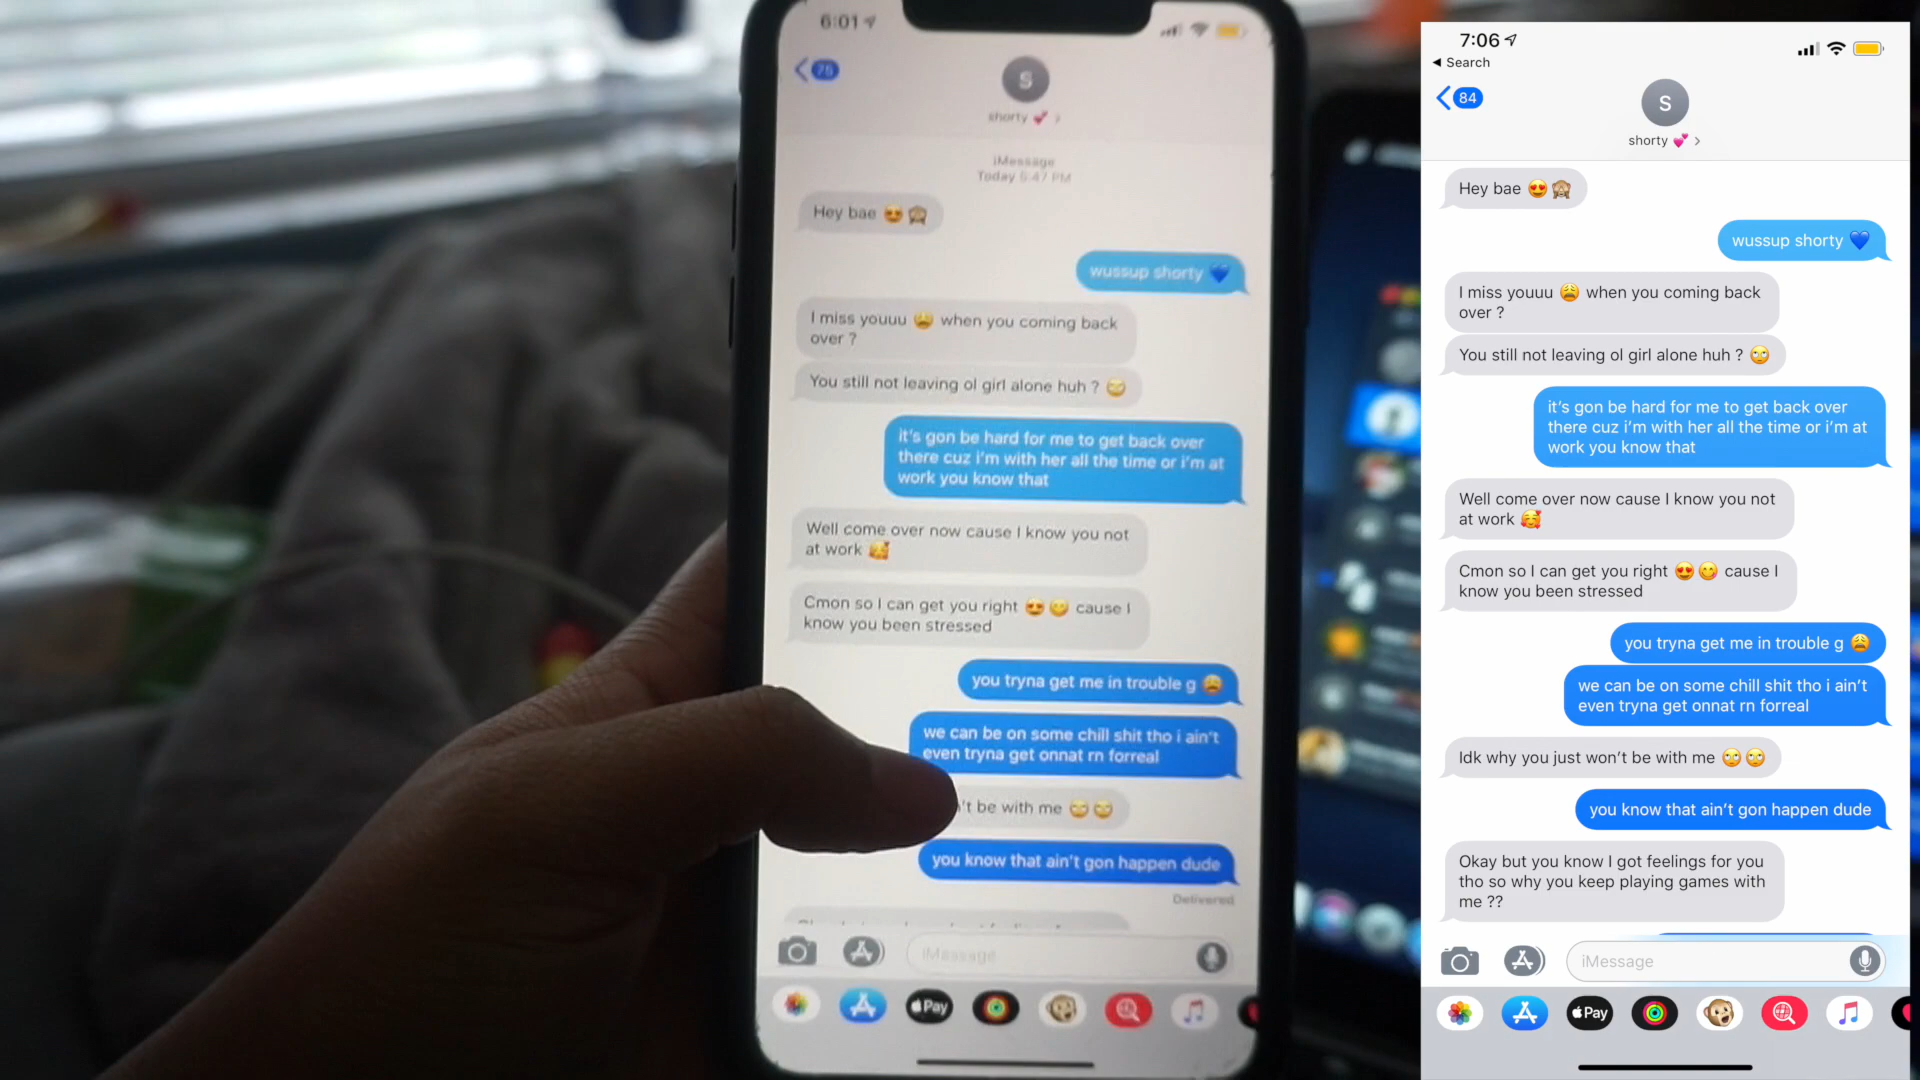 6:01
75
S
shorty 💕 >
iMessage
Today 5:47 PM
Hey bae 😍🙈
wussup shorty 💙
I miss youuu 😩 when you coming back
over ?
You still not leaving ol girl alone huh ? 🙄
it's gon be hard for me to get back over
there cuz i'm with her all the time or i'm at
work you know that
Well come over now cause I know you not
at work 🥰
Cmon so I can get you right 😍😋 cause I
know you been stressed
you tryna get me in trouble g 😩
we can be on some chill shit tho i ain't
even tryna get onnat rn forreal
't be with me 🙄🙄
you know that ain't gon happen dude
Delivered
iMessage
Pay
7:06
◀ Search
84
S
shorty 💕 >
Hey bae 😍🙈
wussup shorty 💙
I miss youuu 😩 when you coming back
over ?
You still not leaving ol girl alone huh ? 🙄
it's gon be hard for me to get back over
there cuz i'm with her all the time or i'm at
work you know that
Well come over now cause I know you not
at work 🥰
Cmon so I can get you right 😍😋 cause I
know you been stressed
you tryna get me in trouble g 😩
we can be on some chill shit tho i ain't
even tryna get onnat rn forreal
Idk why you just won't be with me 🙄🙄
you know that ain't gon happen dude
Okay but you know I got feelings for you
tho so why you keep playing games with
me ??
iMessage
Pay